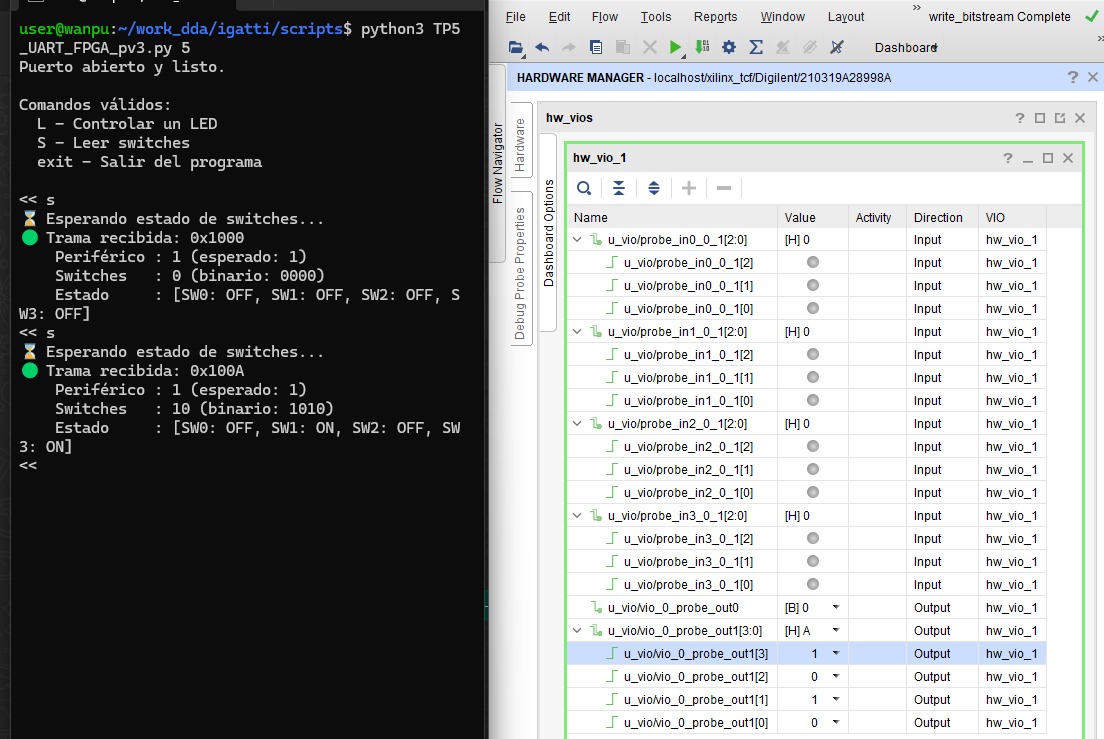 user@wanpu:~/work_dda/igatti/scripts$ python3 TP5
_UART_FPGA_pv3.py 5
Puerto abierto y listo.
Comandos válidos:
L – Controlar un LED
S – Leer switches
exit – Salir del programa
<< s
⌛ Esperando estado de switches...
🟢 Trama recibida: 0x1000
Periférico : 1 (esperado: 1)
Switches : 0 (binario: 0000)
Estado : [SW0: OFF, SW1: OFF, SW2: OFF, S
W3: OFF]
<< s
⌛ Esperando estado de switches...
🟢 Trama recibida: 0x100A
Periférico : 1 (esperado: 1)
Switches : 10 (binario: 1010)
Estado : [SW0: OFF, SW1: ON, SW2: OFF, SW
3: ON]
<<
File Edit Flow Tools Reports Window Layout » write_bitstream Complete
Dashboard
HARDWARE MANAGER - localhost/xilinx_tcf/Digilent/210319A28998A
Flow Navigator
Hardware
Debug Probe Properties
Dashboard Options
hw_vios
hw_vio_1
Name Value Activity Direction VIO
u_vio/probe_in0_0_1[2:0] [H] 0 Input hw_vio_1
u_vio/probe_in0_0_1[2] Input hw_vio_1
u_vio/probe_in0_0_1[1] Input hw_vio_1
u_vio/probe_in0_0_1[0] Input hw_vio_1
u_vio/probe_in1_0_1[2:0] [H] 0 Input hw_vio_1
u_vio/probe_in1_0_1[2] Input hw_vio_1
u_vio/probe_in1_0_1[1] Input hw_vio_1
u_vio/probe_in1_0_1[0] Input hw_vio_1
u_vio/probe_in2_0_1[2:0] [H] 0 Input hw_vio_1
u_vio/probe_in2_0_1[2] Input hw_vio_1
u_vio/probe_in2_0_1[1] Input hw_vio_1
u_vio/probe_in2_0_1[0] Input hw_vio_1
u_vio/probe_in3_0_1[2:0] [H] 0 Input hw_vio_1
u_vio/probe_in3_0_1[2] Input hw_vio_1
u_vio/probe_in3_0_1[1] Input hw_vio_1
u_vio/probe_in3_0_1[0] Input hw_vio_1
u_vio/vio_0_probe_out0 [B] 0 Output hw_vio_1
u_vio/vio_0_probe_out1[3:0] [H] A Output hw_vio_1
u_vio/vio_0_probe_out1[3] 1 Output hw_vio_1
u_vio/vio_0_probe_out1[2] 0 Output hw_vio_1
u_vio/vio_0_probe_out1[1] 1 Output hw_vio_1
u_vio/vio_0_probe_out1[0] 0 Output hw_vio_1